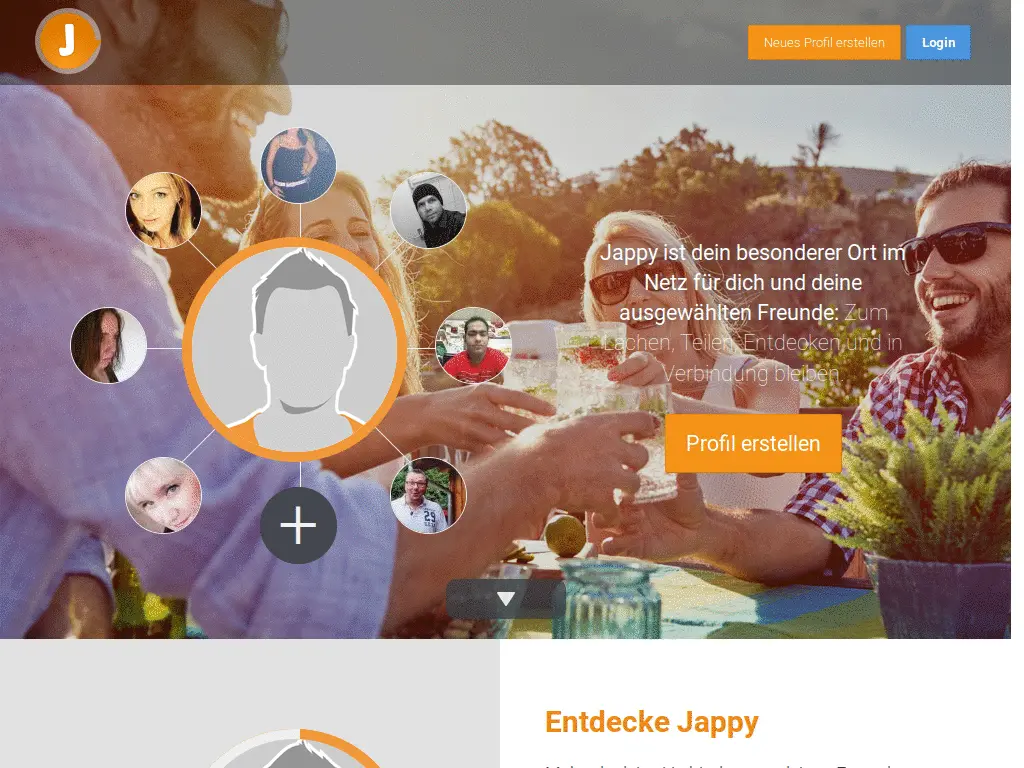 J
Neues Profil erstellen
Login
Jappy ist dein besonderer Ort im
Netz für dich und deine
ausgewählten Freunde: Zum
Lachen, Teilen, Entdecken und in
Verbindung bleiben
Profil erstellen
29
Entdecke Jappy